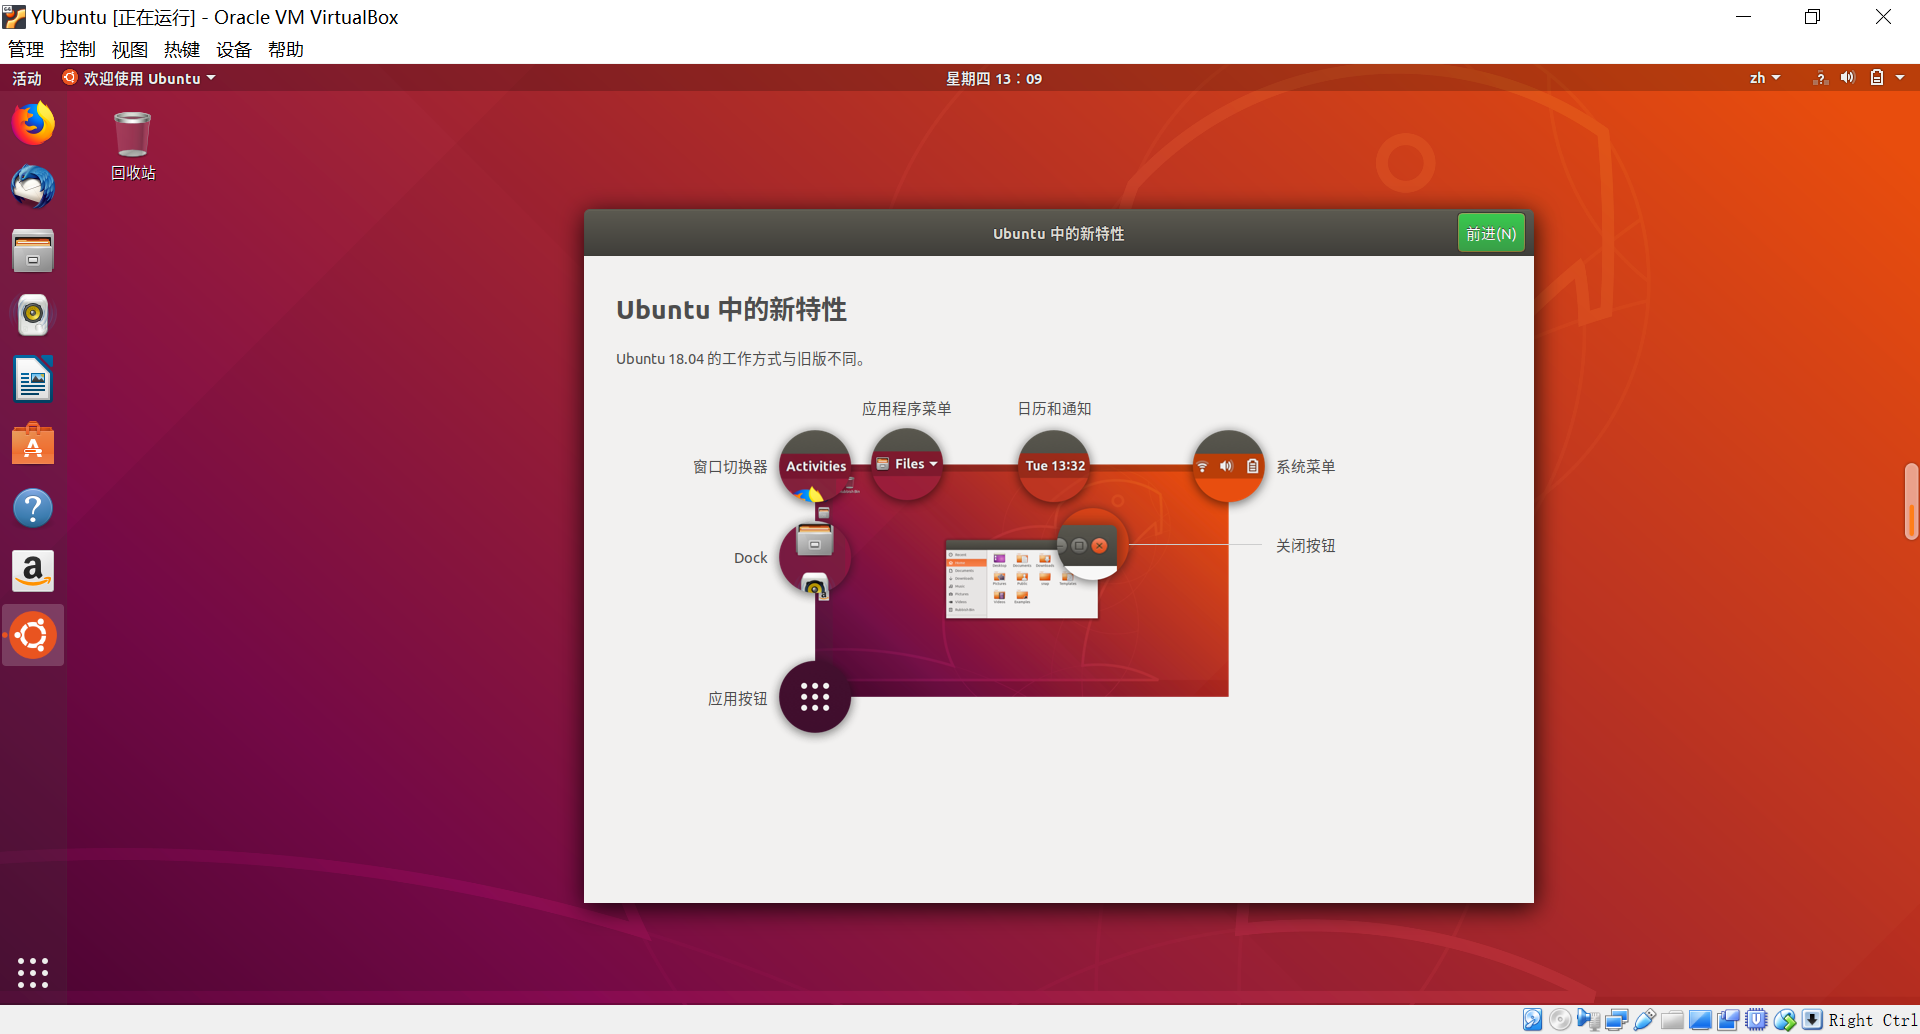 YUbuntu [正在运行] - Oracle VM VirtualBox
管理 控制 视图 热键 设备 帮助
活动 欢迎使用 Ubuntu 星期四 13：09 zh
回收站
Ubuntu 中的新特性 前进(N)
Ubuntu 中的新特性
Ubuntu 18.04 的工作方式与旧版不同。
应用程序菜单 日历和通知
窗口切换器 Activities Files Tue 13:32 系统菜单
Dock 关闭按钮
应用按钮
Right Ctrl